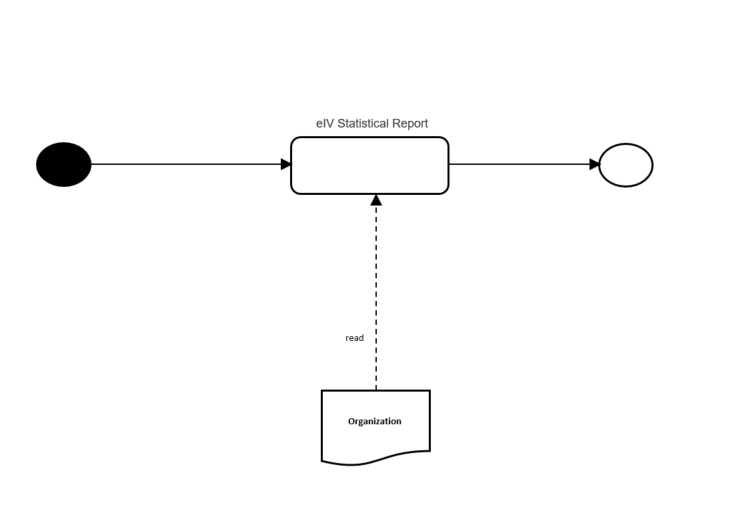 eIV Statistical Report
read
Organization